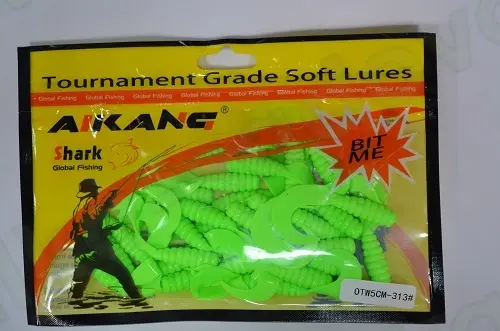 Tournament Grade Soft Lures
Global Fishing Global Fishing Global Fishing Global Fishing Global Fishing Global Fishing Global Fishing Global Fishing
AIKANG®
Shark
Global Fishing
BIT
ME
OTW5CM-313#